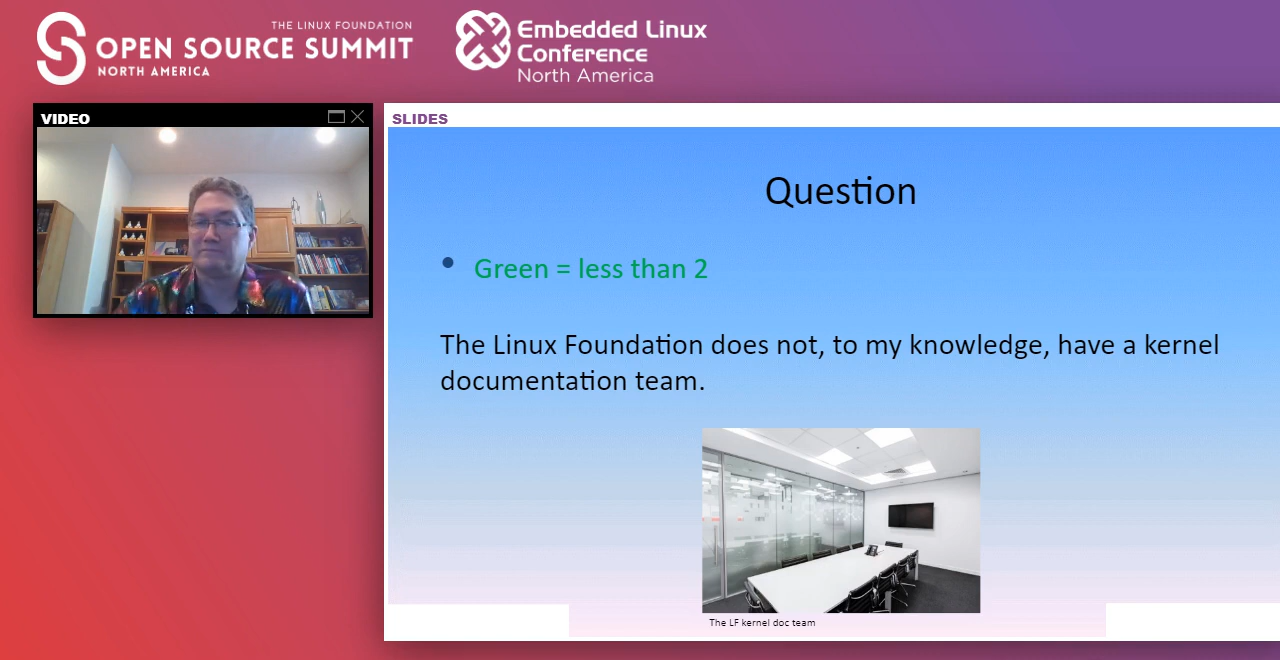 THE LINUX FOUNDATION
OPEN SOURCE SUMMIT
NORTH AMERICA
Embedded Linux
Conference
North America
VIDEO
SLIDES
Question
• Green = less than 2
The Linux Foundation does not, to my knowledge, have a kernel
documentation team.
The LF kernel doc team